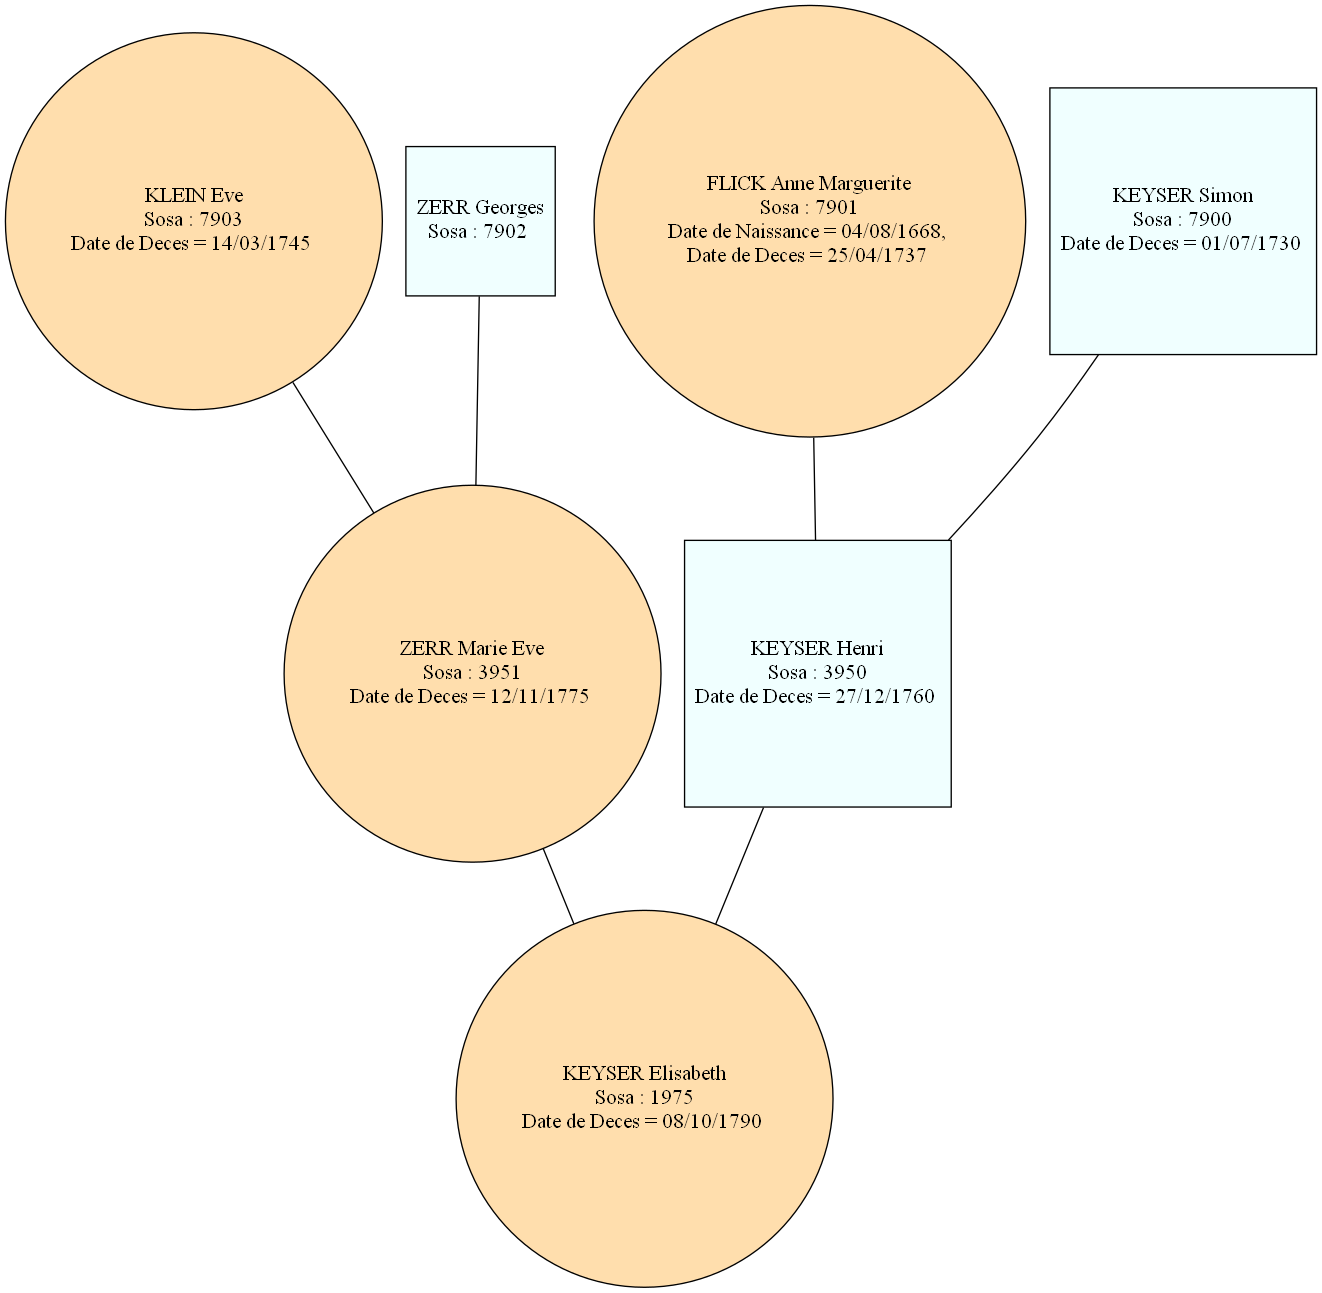 KLEIN Eve
Sosa : 7903
Date de Deces = 14/03/1745
ZERR Georges
Sosa : 7902
FLICK Anne Marguerite
Sosa : 7901
Date de Naissance = 04/08/1668,
Date de Deces = 25/04/1737
KEYSER Simon
Sosa : 7900
Date de Deces = 01/07/1730
ZERR Marie Eve
Sosa : 3951
Date de Deces = 12/11/1775
KEYSER Henri
Sosa : 3950
Date de Deces = 27/12/1760
KEYSER Elisabeth
Sosa : 1975
Date de Deces = 08/10/1790